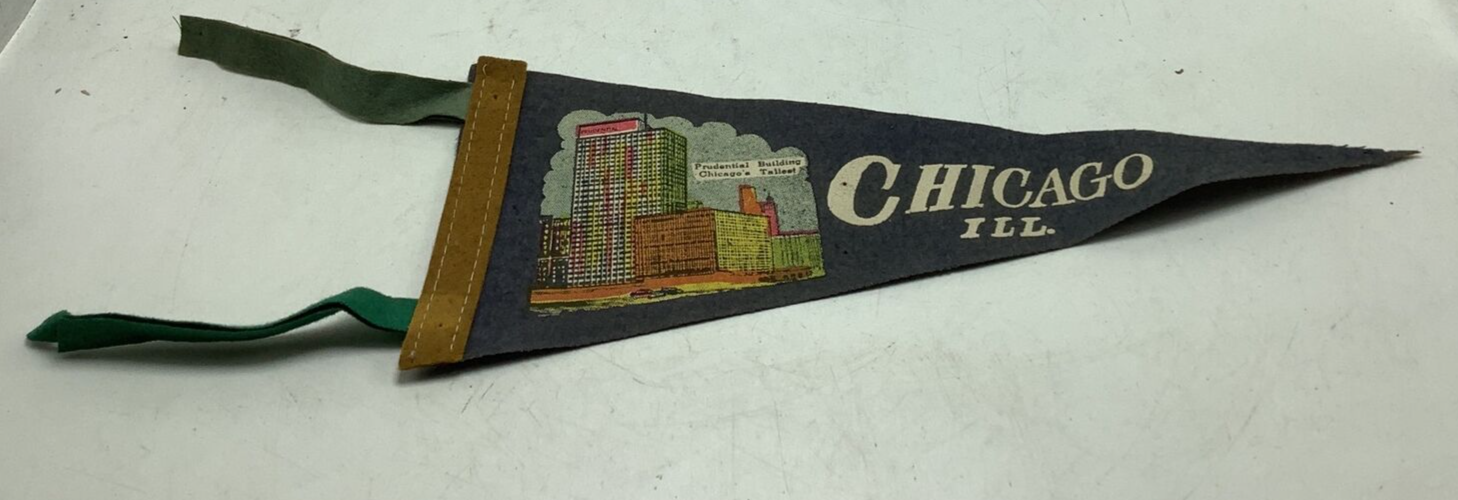 Prudential Building
Chicago's Tallest
CHICAGO
ILL.